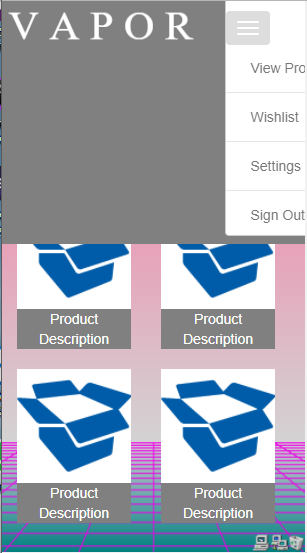 VAPOR
View Pro
Wishlist
Settings
Sign Out
Product
Description
Product
Description
Product
Description
Product
Description